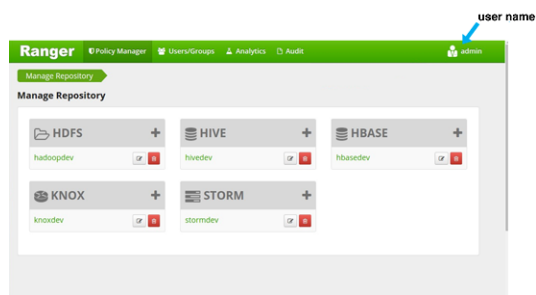 user name
Ranger Policy Manager Users/Groups Analytics Audit admin
Manage Repository
Manage Repository
HDFS + HIVE + HBASE +
hadoopdev hivedev hbasedev
KNOX + STORM +
knoxdev stormdev